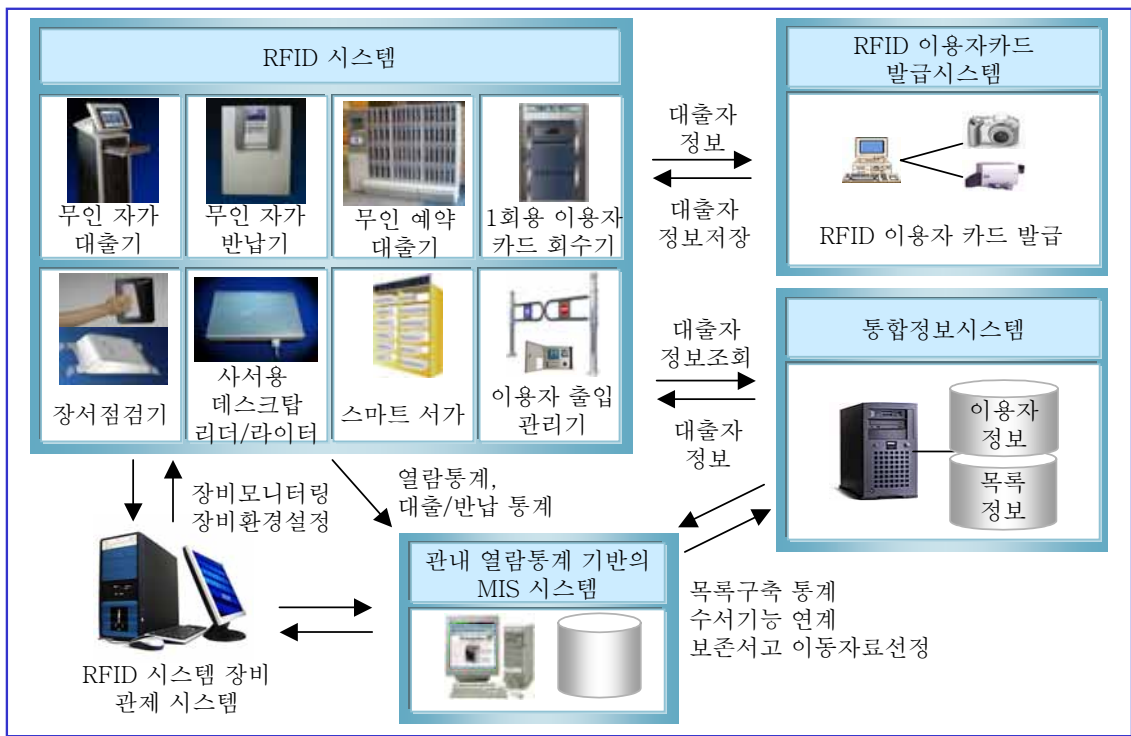 RFID 시스템
무인 자가
대출기
무인 자가
반납기
무인 예약
대출기
1회용 이용자
카드 회수기
장서점검기
사서용
데스크탑
리더/라이터
스마트 서가
이용자 출입
관리기
대출자
정보
대출자
정보저장
RFID 이용자카드
발급시스템
RFID 이용자 카드 발급
대출자
정보조회
대출자
정보
통합정보시스템
이용자
정보
목록
정보
장비모니터링
장비환경설정
열람통계,
대출/반납 통계
RFID 시스템 장비
관제 시스템
관내 열람통계 기반의
MIS 시스템
목록구축 통계
수서기능 연계
보존서고 이동자료선정